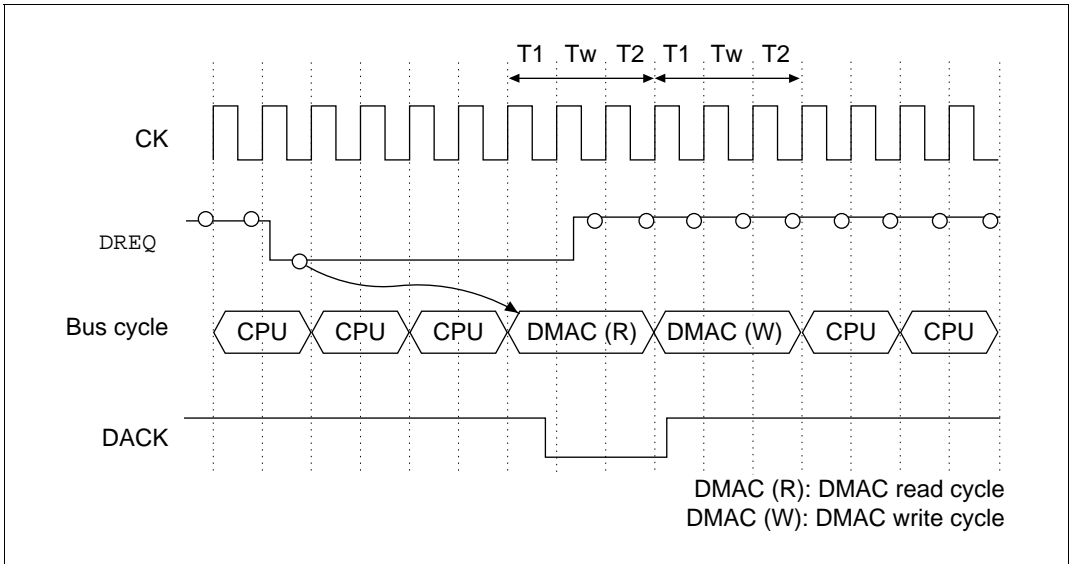 T1 Tw T2 T1 Tw T2
CK
DREQ
Bus cycle CPU CPU CPU DMAC (R) DMAC (W) CPU CPU
DACK
DMAC (R): DMAC read cycle
DMAC (W): DMAC write cycle